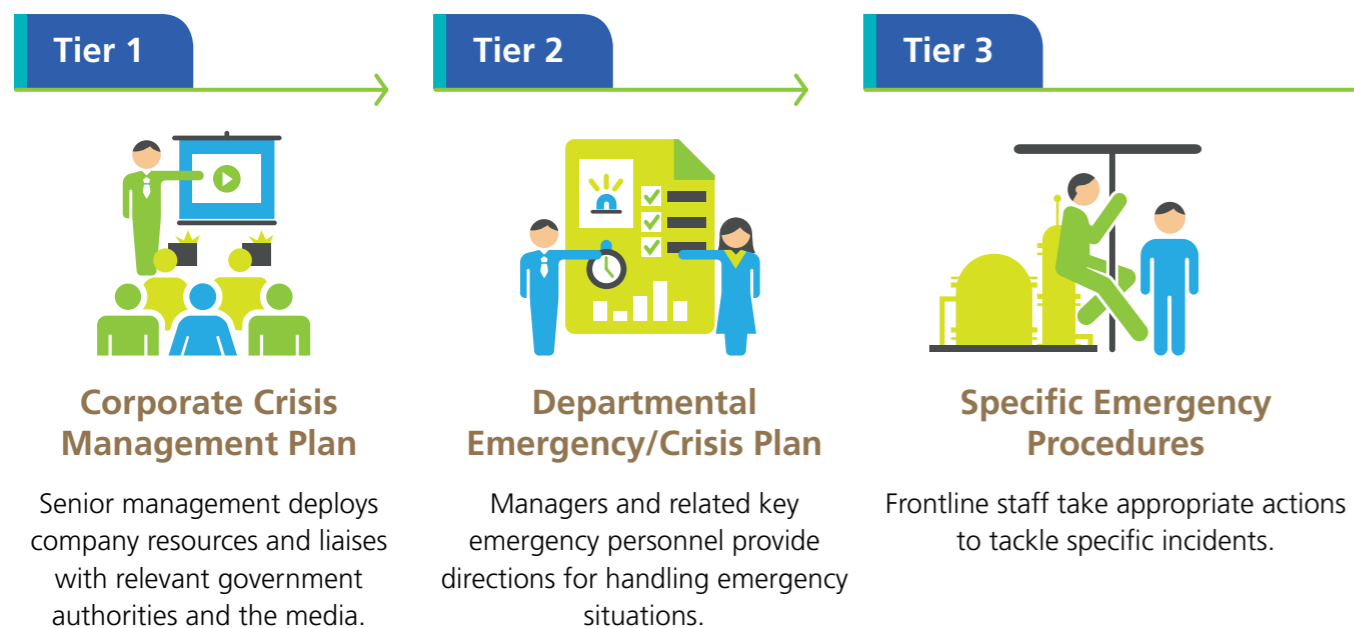 Tier 1
Corporate Crisis
Management Plan
Senior management deploys
company resources and liaises
with relevant government
authorities and the media.
Tier 2
Departmental
Emergency/Crisis Plan
Managers and related key
emergency personnel provide
directions for handling emergency
situations.
Tier 3
Specific Emergency
Procedures
Frontline staff take appropriate actions
to tackle specific incidents.